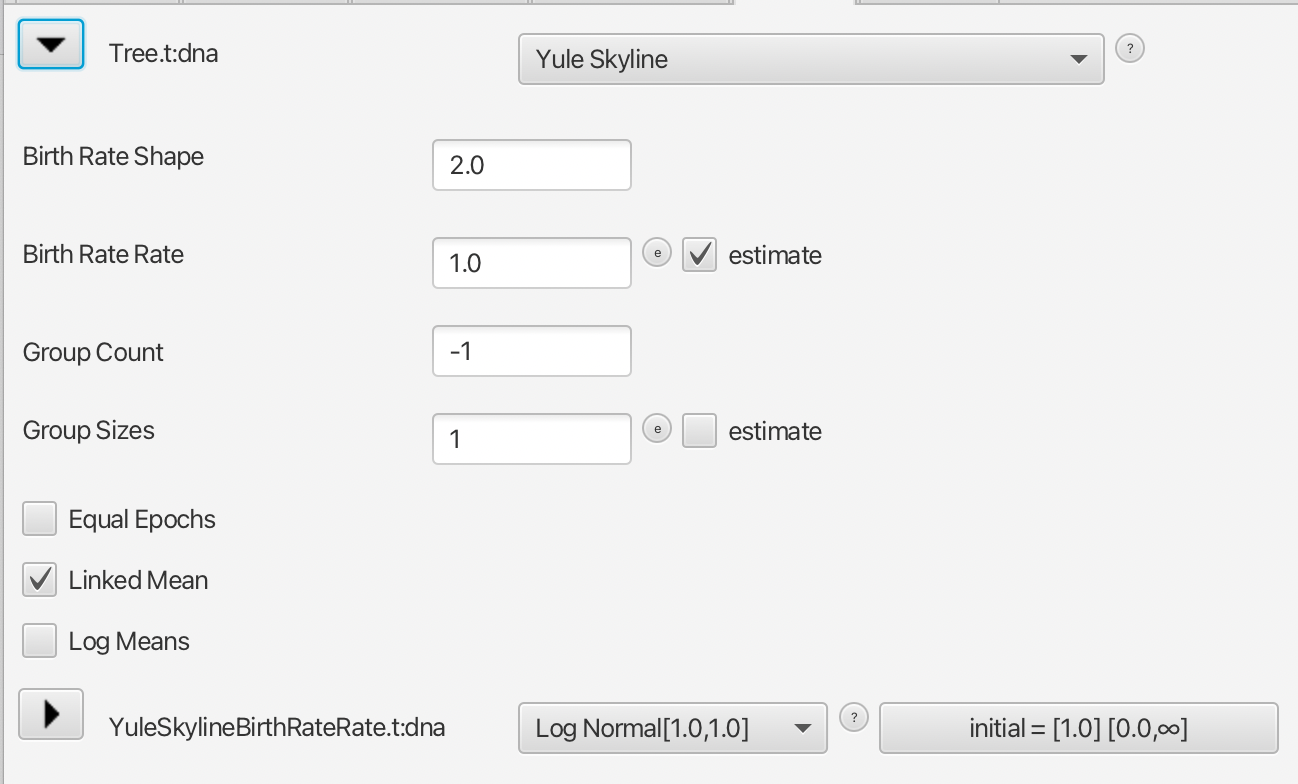 Tree.t:dna Yule Skyline ?
Birth Rate Shape 2.0
Birth Rate Rate 1.0 e estimate
Group Count -1
Group Sizes 1 e estimate
Equal Epochs
Linked Mean
Log Means
YuleSkylineBirthRateRate.t:dna Log Normal[1.0,1.0] ? initial = [1.0] [0.0,∞]